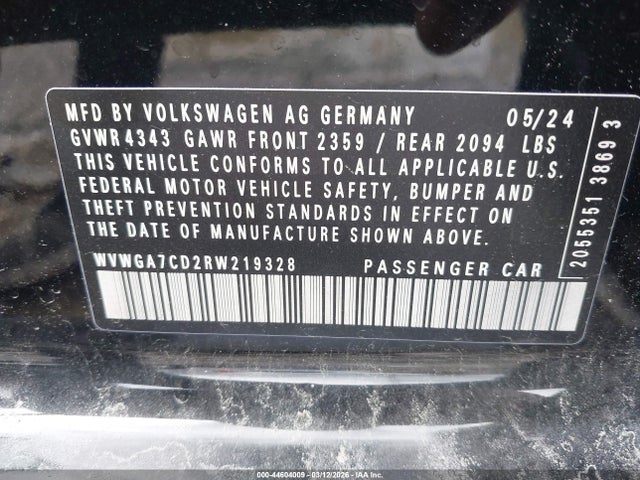 MFD BY VOLKSWAGEN AG GERMANY 05/24
GVWR 4343 GAWR FRONT 2359 / REAR 2094 LBS
THIS VEHICLE CONFORMS TO ALL APPLICABLE U.S.
FEDERAL MOTOR VEHICLE SAFETY, BUMPER AND
THEFT PREVENTION STANDARDS IN EFFECT ON
THE DATE OF MANUFACTURE SHOWN ABOVE.
WVWGA7CD2RW219328 PASSENGER CAR
2055351 3869 3
000-44604009 - 03/12/2026 - IAA Inc.